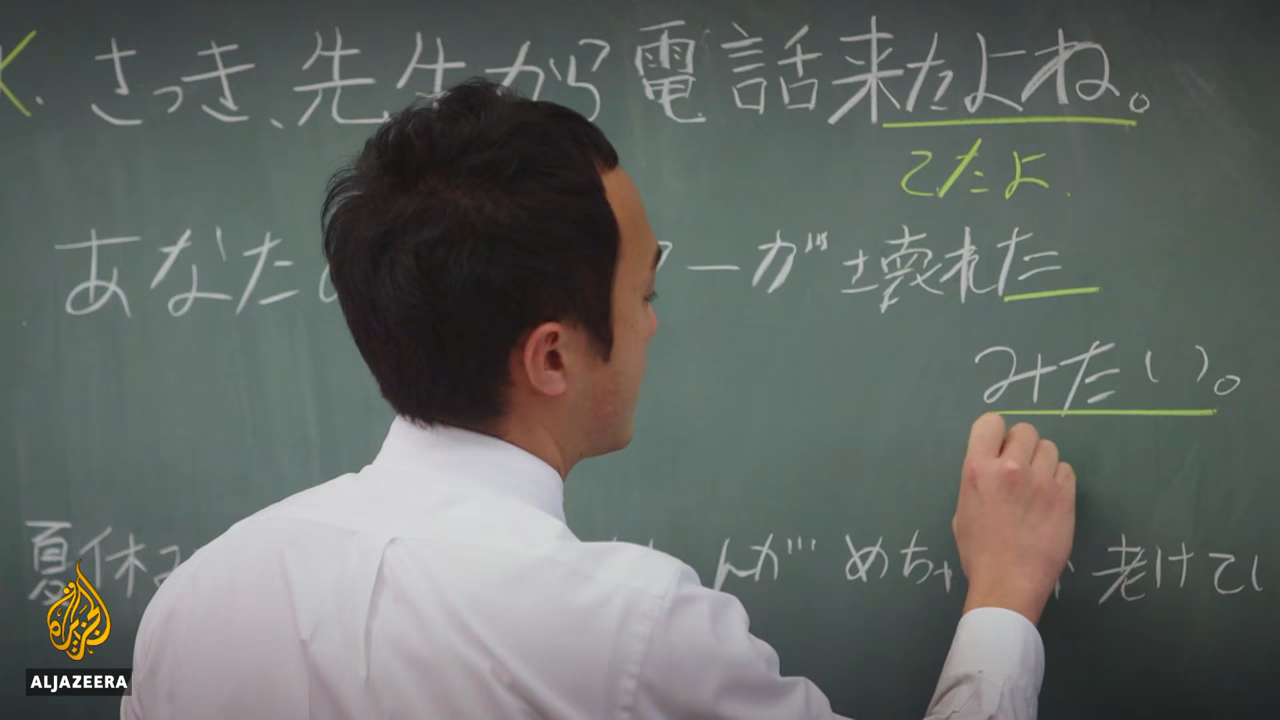 K. さっき、先生から電話来たよね。
てたよ.
あなた ーが壊れた
みたい。
夏休み んが めちゃ 老けてい
ALJAZEERA